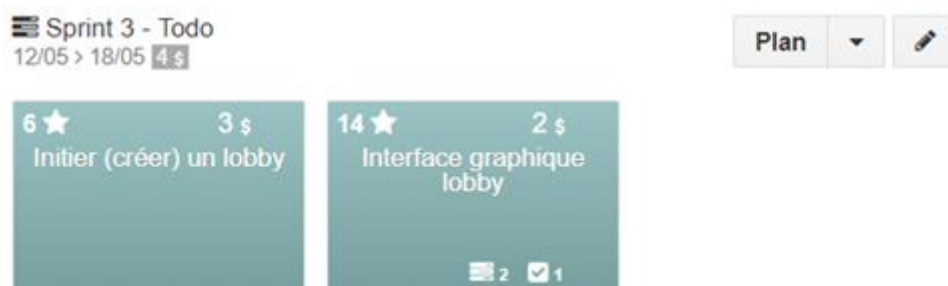 Sprint 3 - Todo
12/05 > 18/05 4 $
Plan
6 3 $
Initier (créer) un lobby
14 2 $
Interface graphique
lobby
2 1